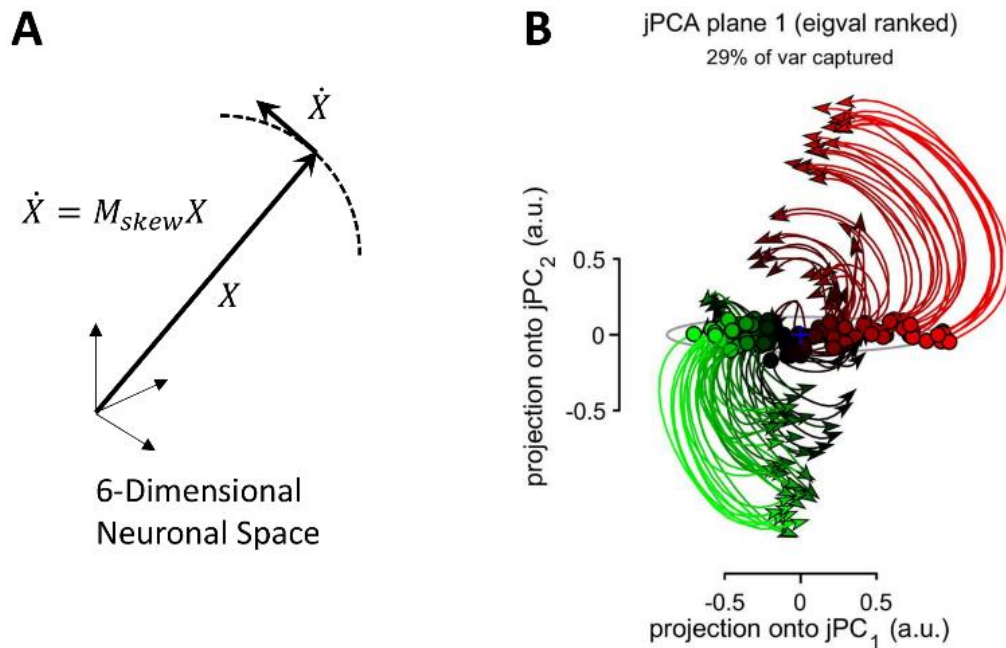 A
Ẋ
Ẋ = M_skew X
X
6-Dimensional
Neuronal Space
B
jPCA plane 1 (eigval ranked)
29% of var captured
projection onto jPC₂ (a.u.)
0.5
0
-0.5
-0.5 0 0.5
projection onto jPC₁ (a.u.)